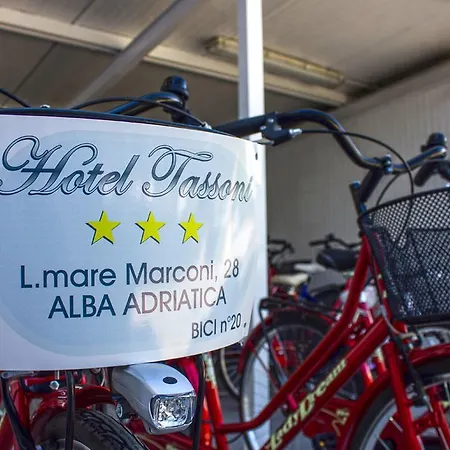 Hotel Tassoni
L.mare Marconi, 28
ALBA ADRIATICA
BICI n°20